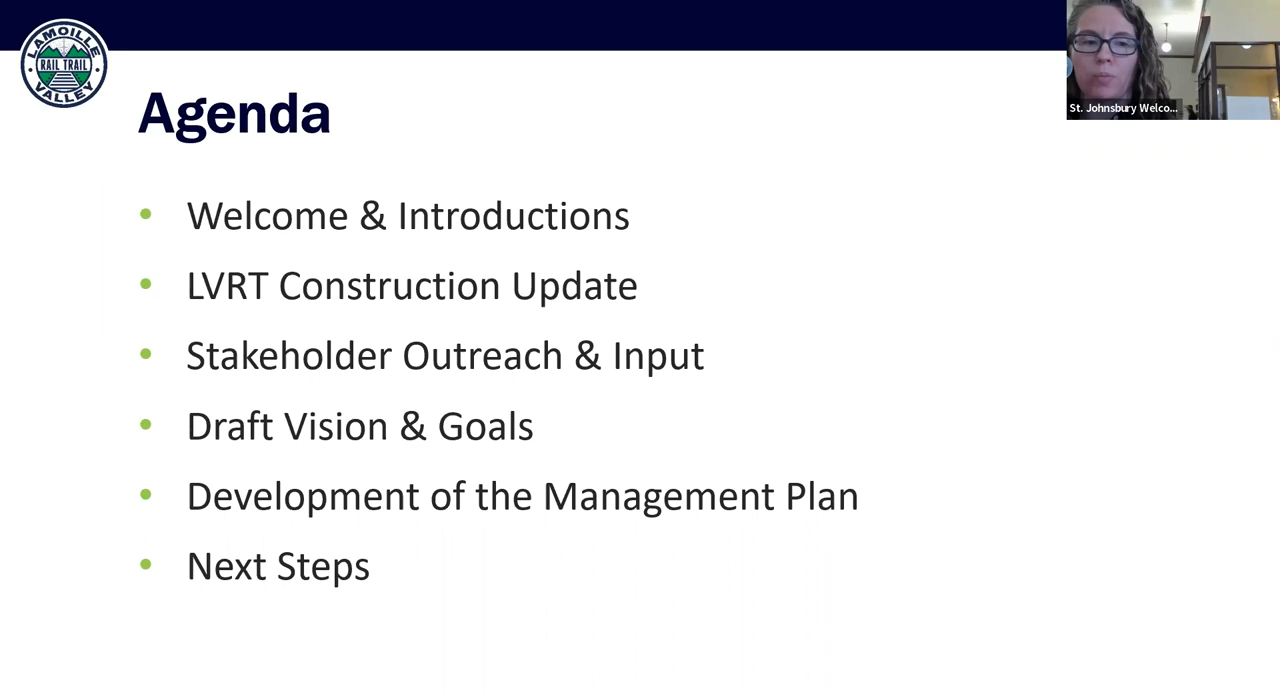 LAMOILLE
RAIL TRAIL
VALLEY
St. Johnsbury Welco...
Agenda
• Welcome & Introductions
• LVRT Construction Update
• Stakeholder Outreach & Input
• Draft Vision & Goals
• Development of the Management Plan
• Next Steps